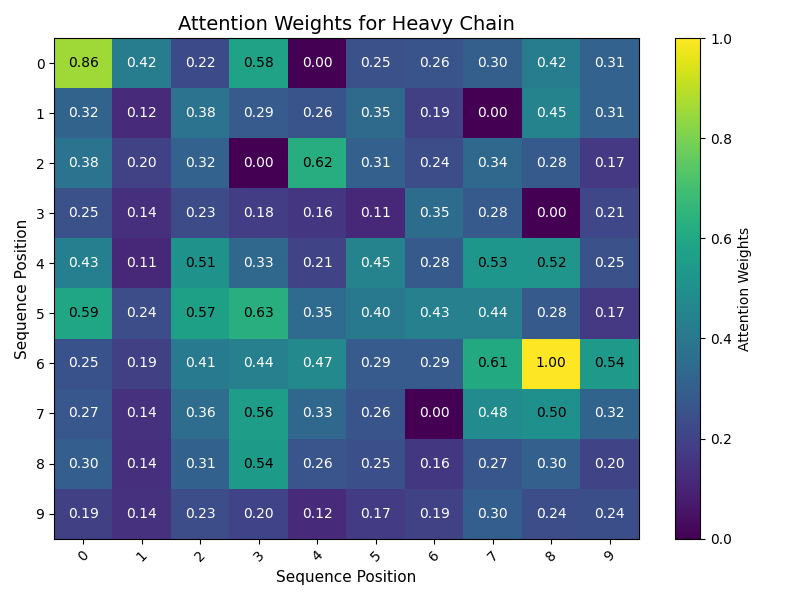 Attention Weights for Heavy Chain
0 0.86 0.42 0.22 0.58 0.00 0.25 0.26 0.30 0.42 0.31
1 0.32 0.12 0.38 0.29 0.26 0.35 0.19 0.00 0.45 0.31
2 0.38 0.20 0.32 0.00 0.62 0.31 0.24 0.34 0.28 0.17
3 0.25 0.14 0.23 0.18 0.16 0.11 0.35 0.28 0.00 0.21
4 0.43 0.11 0.51 0.33 0.21 0.45 0.28 0.53 0.52 0.25
5 0.59 0.24 0.57 0.63 0.35 0.40 0.43 0.44 0.28 0.17
6 0.25 0.19 0.41 0.44 0.47 0.29 0.29 0.61 1.00 0.54
7 0.27 0.14 0.36 0.56 0.33 0.26 0.00 0.48 0.50 0.32
8 0.30 0.14 0.31 0.54 0.26 0.25 0.16 0.27 0.30 0.20
9 0.19 0.14 0.23 0.20 0.12 0.17 0.19 0.30 0.24 0.24
0 1 2 3 4 5 6 7 8 9
Sequence Position
Sequence Position
1.0
0.8
0.6
0.4
0.2
0.0
Attention Weights